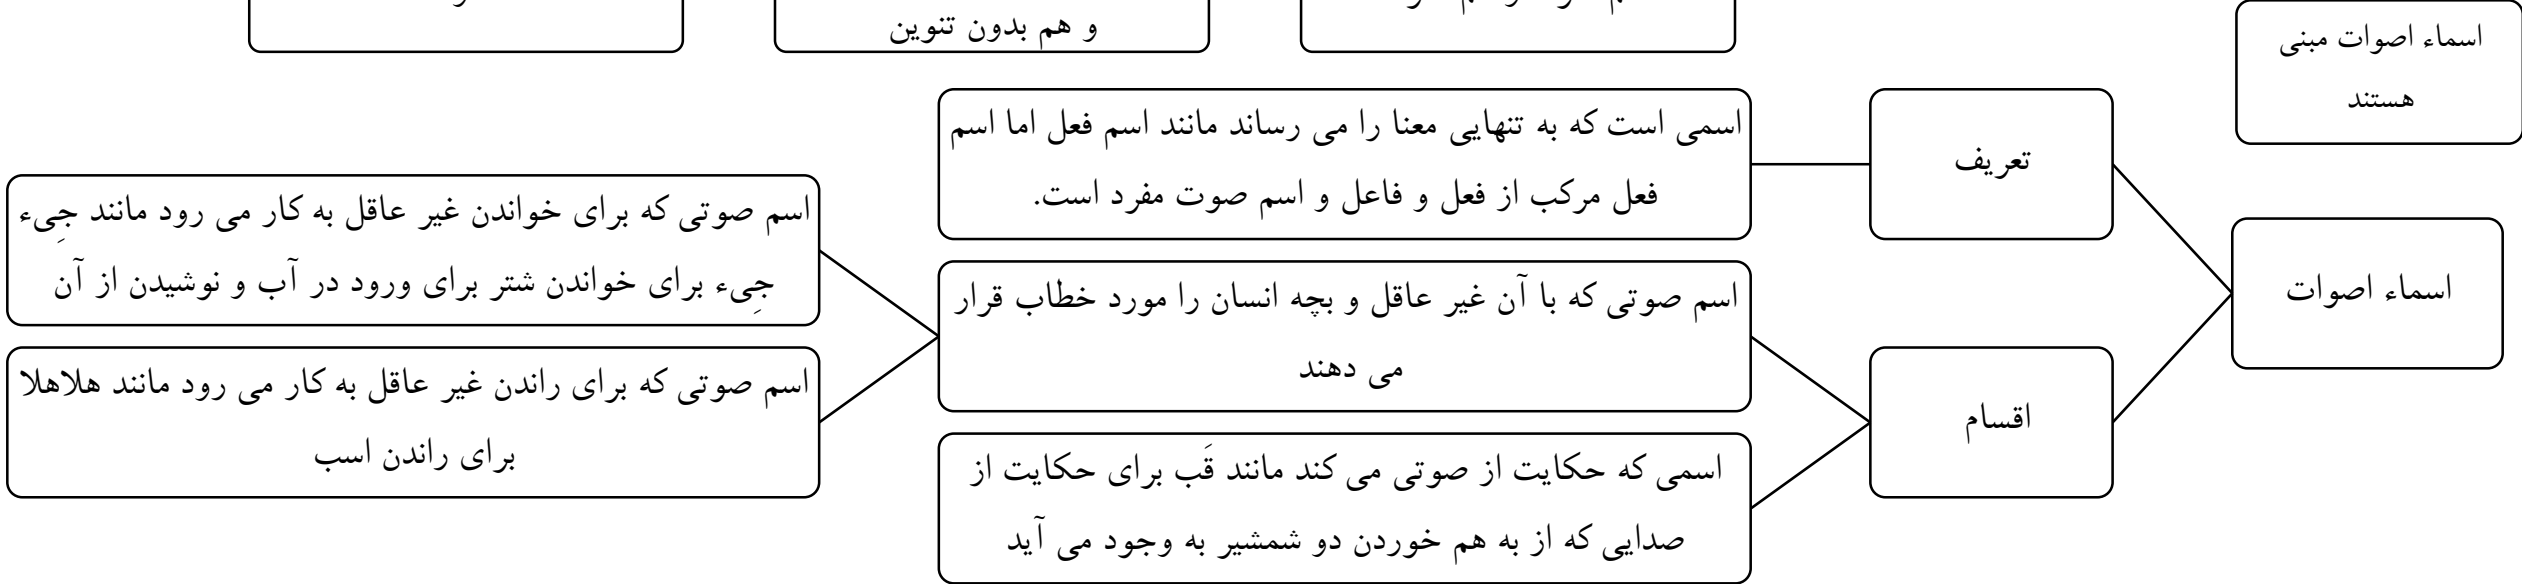 و هم بدون تنوین
اسماء اصوات مبنی
هستند
اسماء اصوات
تعریف
اسمی است که به تنهایی معنا را می رساند مانند اسم فعل اما اسم
فعل مرکب از فعل و فاعل و اسم صوت مفرد است.
اقسام
اسم صوتی که با آن غیر عاقل و بچه انسان را مورد خطاب قرار
می دهند
اسم صوتی که برای خواندن غیر عاقل به کار می رود مانند جِیء
جِیء برای خواندن شتر برای ورود در آب و نوشیدن از آن
اسم صوتی که برای راندن غیر عاقل به کار می رود مانند هلاهلا
برای راندن اسب
اسمی که حکایت از صوتی می کند مانند قَب برای حکایت از
صدایی که از به هم خوردن دو شمشیر به وجود می آید